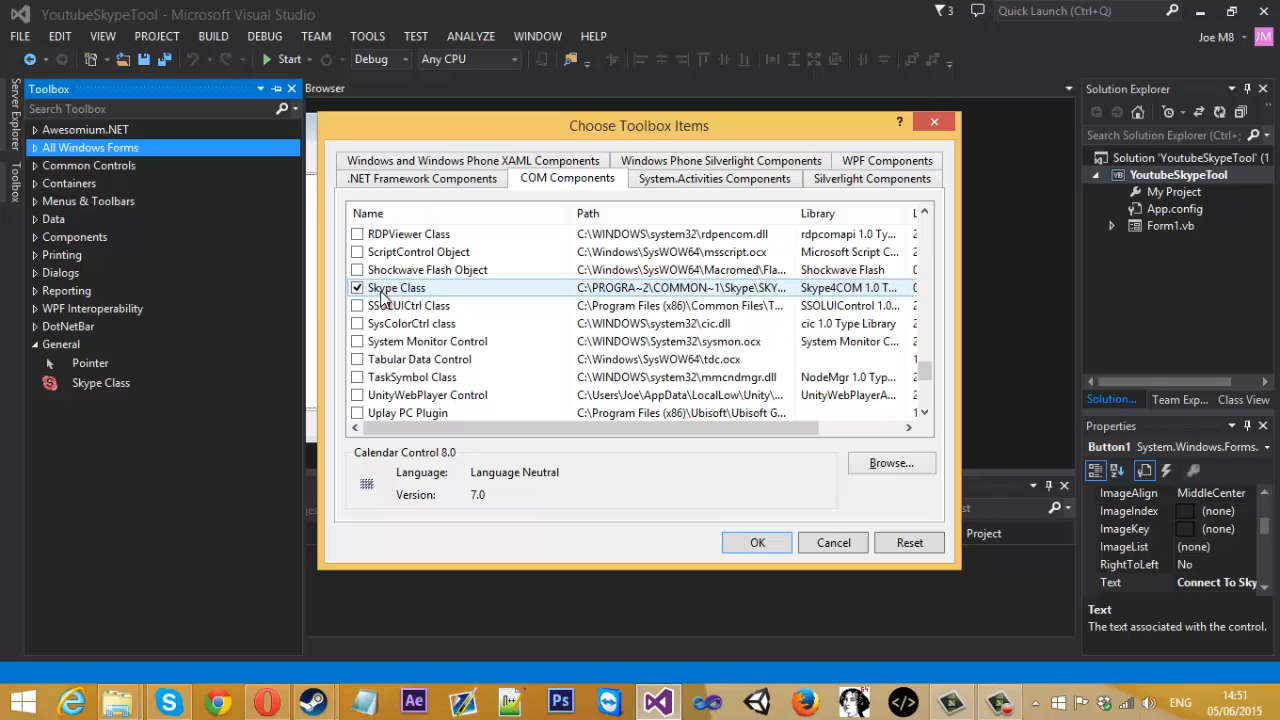 YoutubeSkypeTool - Microsoft Visual Studio
3
Quick Launch (Ctrl+Q)
FILE EDIT VIEW PROJECT BUILD DEBUG TEAM TOOLS TEST ANALYZE WINDOW HELP
Joe M8
JM
Start
Debug
Any CPU
Server Explorer
Toolbox
Toolbox
Search Toolbox
Awesomium.NET
All Windows Forms
Common Controls
Containers
Menus & Toolbars
Data
Components
Printing
Dialogs
Reporting
WPF Interoperability
DotNetBar
General
Pointer
Skype Class
Browser
Choose Toolbox Items
?
Windows and Windows Phone XAML Components
Windows Phone Silverlight Components
WPF Components
.NET Framework Components
COM Components
System.Activities Components
Silverlight Components
Name Path Library
RDPViewer Class C:\WINDOWS\system32\rdpencom.dll rdpcomapi 1.0 Ty...
ScriptControl Object C:\Windows\SysWOW64\msscript.ocx Microsoft Script C...
Shockwave Flash Object C:\Windows\SysWOW64\Macromed\Fla... Shockwave Flash
Skype Class C:\PROGRA~2\COMMON~1\Skype\SKY... Skype4COM 1.0 T...
SSOLUICtrl Class C:\Program Files (x86)\Common Files\T... SSOLUIControl 1.0...
SysColorCtrl class C:\WINDOWS\system32\cic.dll cic 1.0 Type Library
System Monitor Control C:\WINDOWS\system32\sysmon.ocx System Monitor C...
Tabular Data Control C:\Windows\SysWOW64\tdc.ocx
TaskSymbol Class C:\WINDOWS\system32\mmcndmgr.dll NodeMgr 1.0 Typ...
UnityWebPlayer Control C:\Users\Joe\AppData\LocalLow\Unity\... UnityWebPlayerA...
Uplay PC Plugin C:\Program Files (x86)\Ubisoft\Ubisoft G...
Calendar Control 8.0
Language: Language Neutral
Version: 7.0
Browse...
OK
Cancel
Reset
Project
Solution Explorer
Search Solution Explorer (Ctrl+;
Solution 'YoutubeSkypeTool' (1 project
YoutubeSkypeTool
My Project
App.config
Form1.vb
Solution... Team Exp... Class View
Properties
Button1 System.Windows.Forms.
ImageAlign MiddleCenter
ImageIndex (none)
ImageKey (none)
ImageList (none)
RightToLeft No
Text Connect To Sky
Text
The text associated with the control.
Ae
Ps
ENG
14:51
05/06/2015